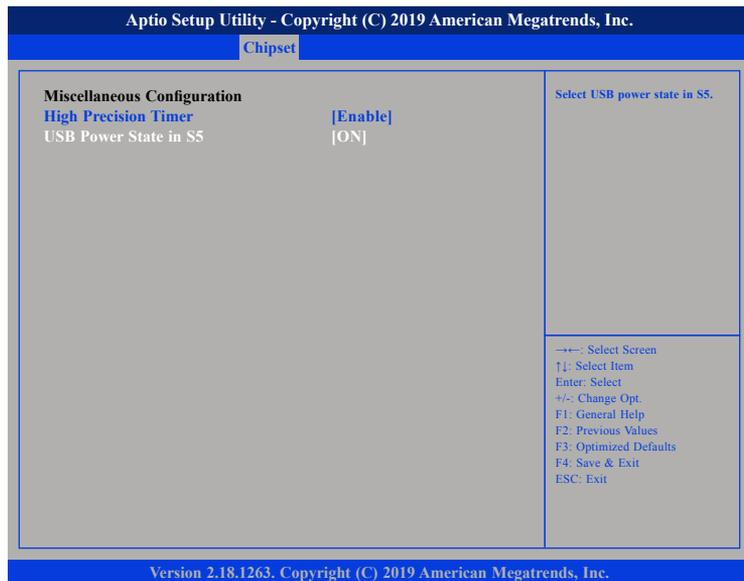 Aptio Setup Utility - Copyright (C) 2019 American Megatrends, Inc.
Chipset
Miscellaneous Configuration
High Precision Timer [Enable]
USB Power State in S5 [ON]
Select USB power state in S5.
→←: Select Screen
↑↓: Select Item
Enter: Select
+/-: Change Opt.
F1: General Help
F2: Previous Values
F3: Optimized Defaults
F4: Save & Exit
ESC: Exit
Version 2.18.1263. Copyright (C) 2019 American Megatrends, Inc.